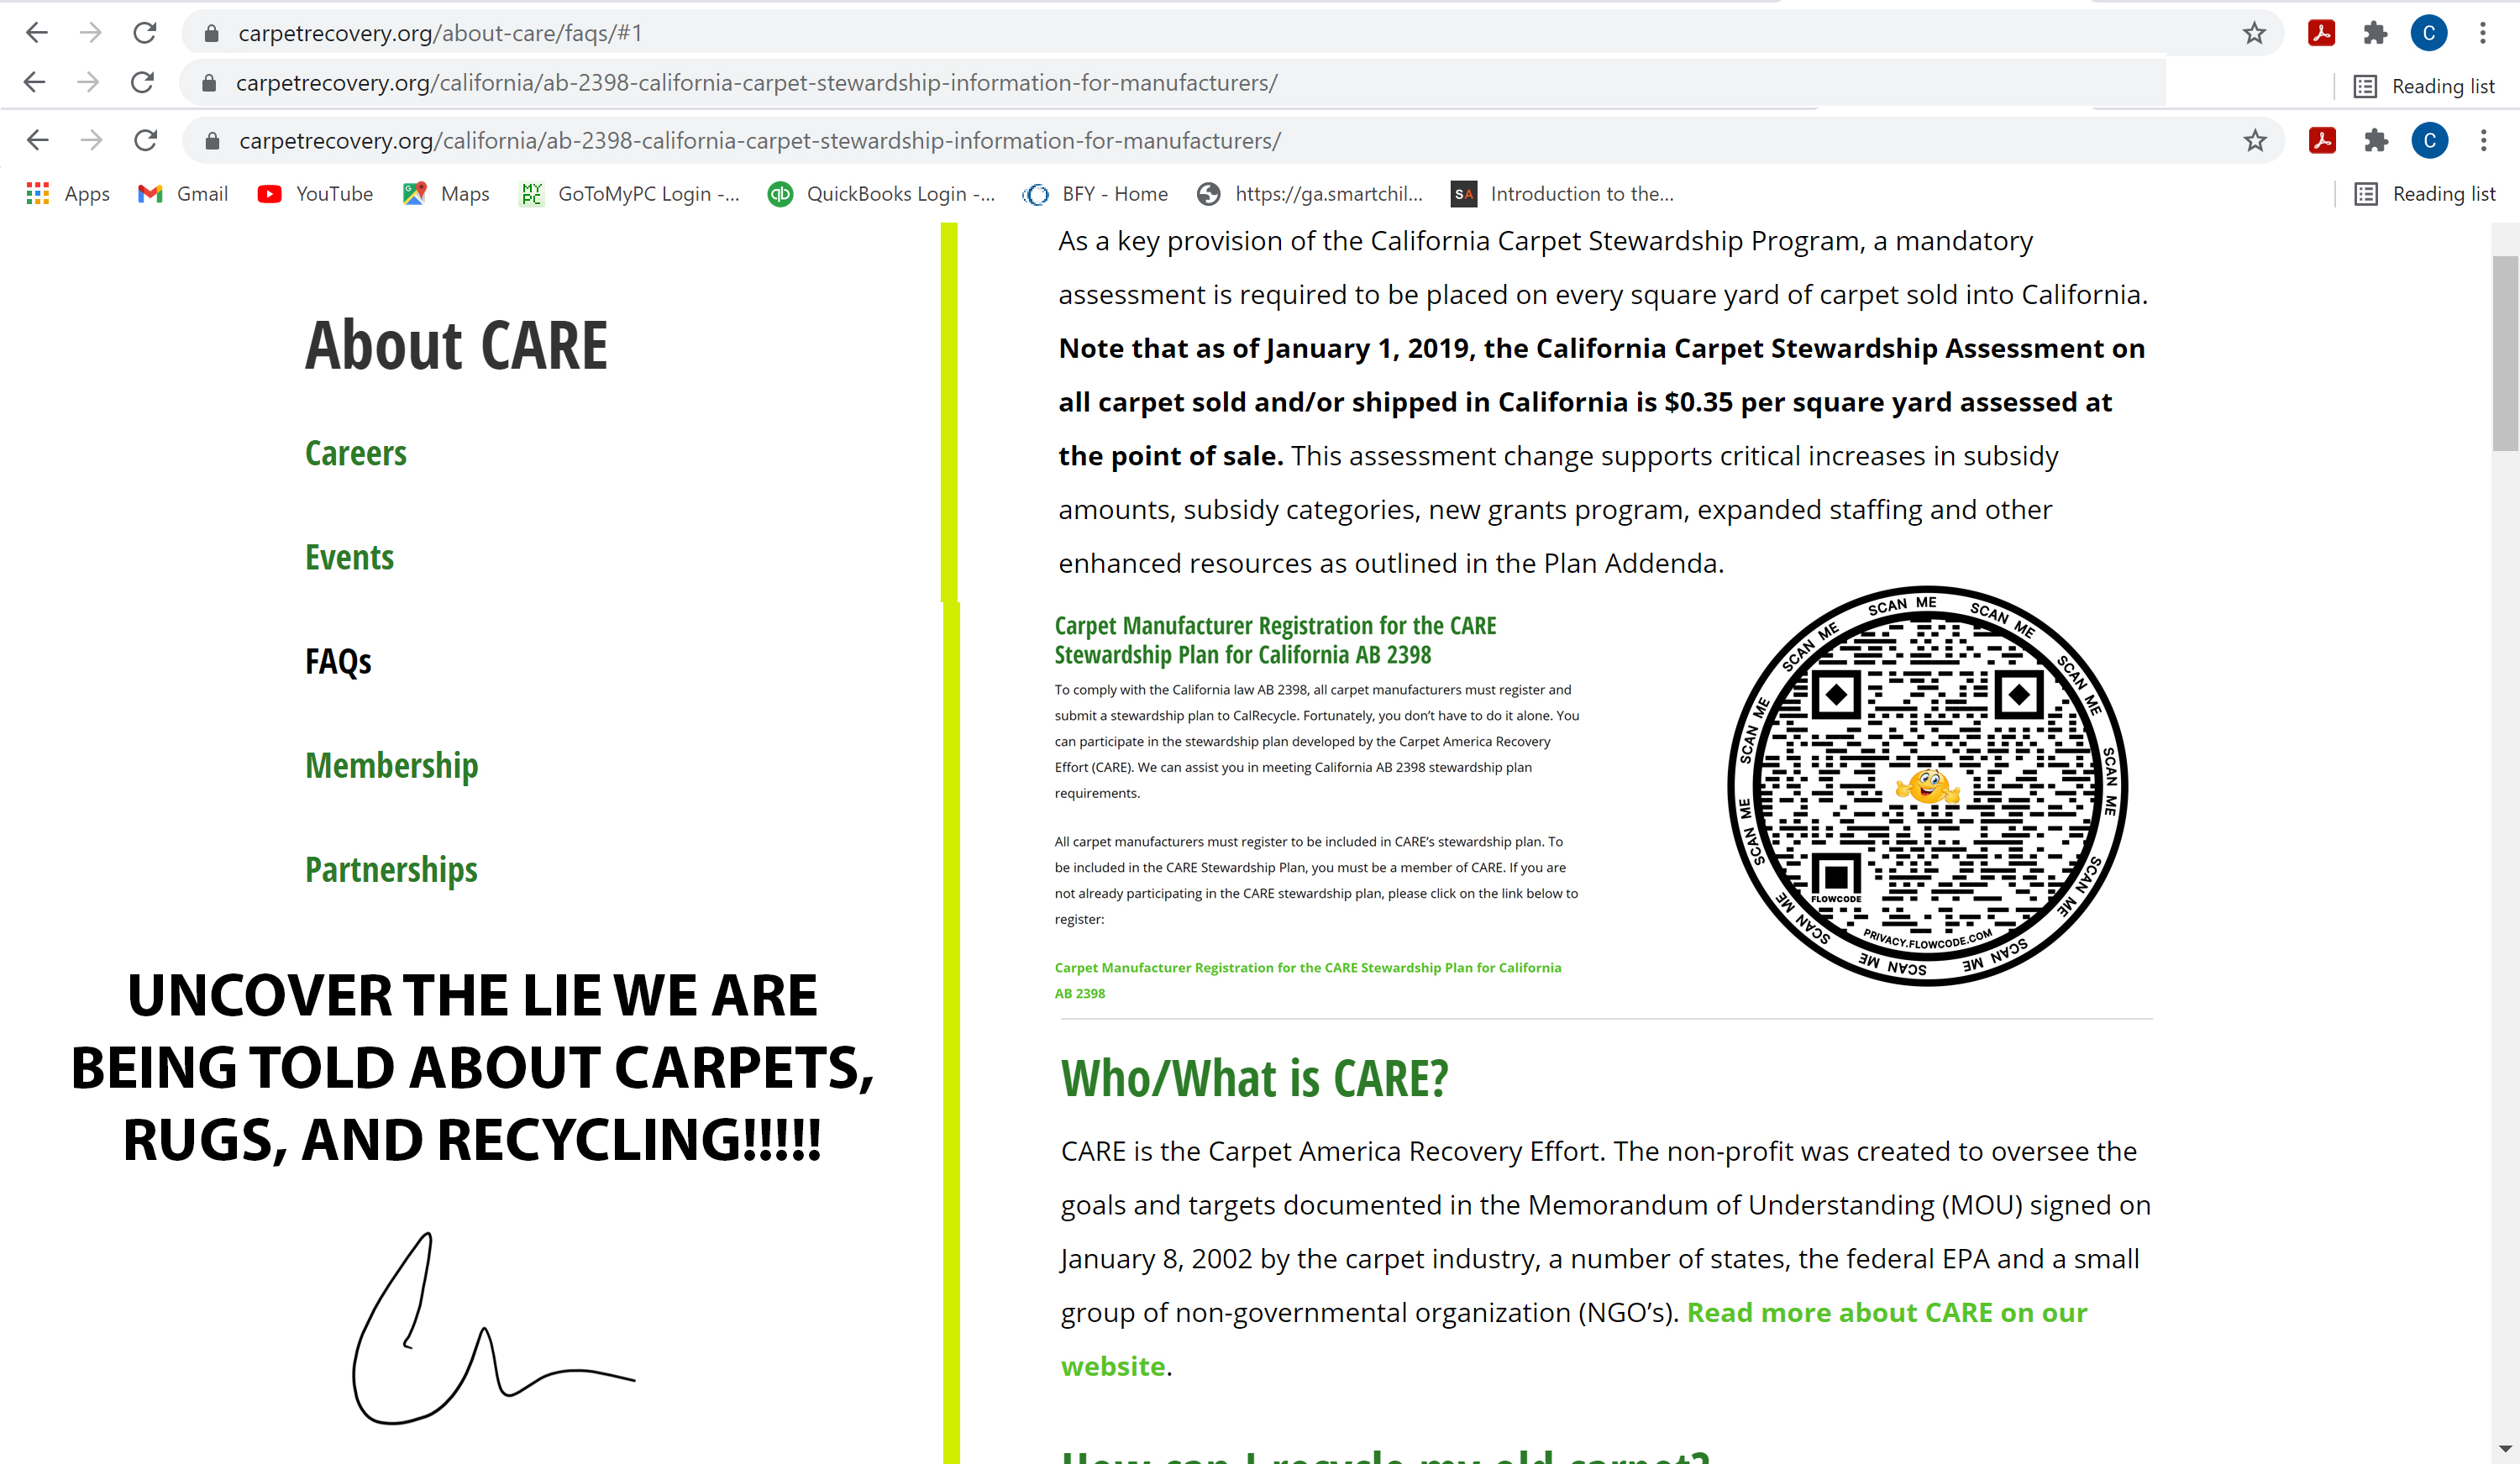 carpetrecovery.org/about-care/faqs/#1
C
carpetrecovery.org/california/ab-2398-california-carpet-stewardship-information-for-manufacturers/
Reading list
carpetrecovery.org/california/ab-2398-california-carpet-stewardship-information-for-manufacturers/
C
Apps
Gmail
YouTube
Maps
MY PC
GoToMyPC Login -...
qb
QuickBooks Login -...
BFY - Home
https://ga.smartchil...
SA
Introduction to the...
Reading list
About CARE
Careers
Events
FAQs
Membership
Partnerships
UNCOVER THE LIE WE ARE
BEING TOLD ABOUT CARPETS,
RUGS, AND RECYCLING!!!!!
As a key provision of the California Carpet Stewardship Program, a mandatory
assessment is required to be placed on every square yard of carpet sold into California.
Note that as of January 1, 2019, the California Carpet Stewardship Assessment on
all carpet sold and/or shipped in California is $0.35 per square yard assessed at
the point of sale. This assessment change supports critical increases in subsidy
amounts, subsidy categories, new grants program, expanded staffing and other
enhanced resources as outlined in the Plan Addenda.
Carpet Manufacturer Registration for the CARE
Stewardship Plan for California AB 2398
To comply with the California law AB 2398, all carpet manufacturers must register and
submit a stewardship plan to CalRecycle. Fortunately, you don't have to do it alone. You
can participate in the stewardship plan developed by the Carpet America Recovery
Effort (CARE). We can assist you in meeting California AB 2398 stewardship plan
requirements.
All carpet manufacturers must register to be included in CARE's stewardship plan. To
be included in the CARE Stewardship Plan, you must be a member of CARE. If you are
not already participating in the CARE stewardship plan, please click on the link below to
register:
Carpet Manufacturer Registration for the CARE Stewardship Plan for California
AB 2398
SCAN ME SCAN ME SCAN ME SCAN ME SCAN ME SCAN ME SCAN ME SCAN ME SCAN ME SCAN ME SCAN ME
FLOWCODE
PRIVACY.FLOWCODE.COM
Who/What is CARE?
CARE is the Carpet America Recovery Effort. The non-profit was created to oversee the
goals and targets documented in the Memorandum of Understanding (MOU) signed on
January 8, 2002 by the carpet industry, a number of states, the federal EPA and a small
group of non-governmental organization (NGO's). Read more about CARE on our
website.
How can I recycle my old carpet?